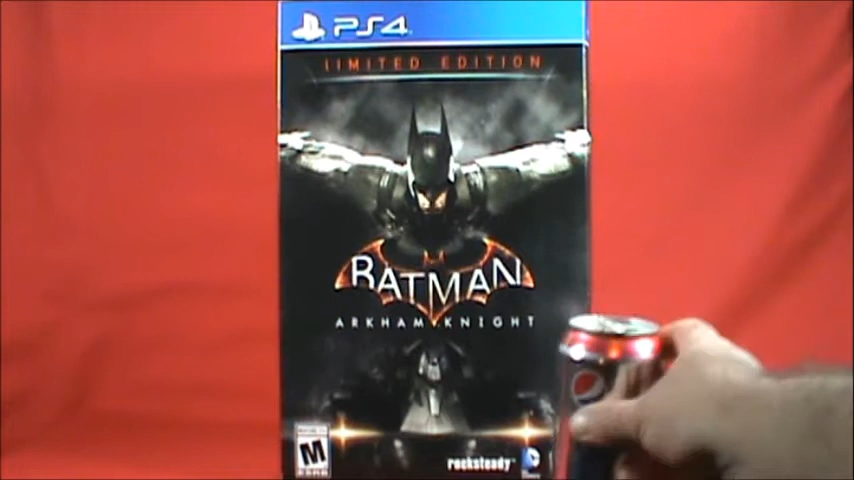 PS4
LIMITED EDITION
BATMAN
ARKHAM KNIGHT
M
rocksteady